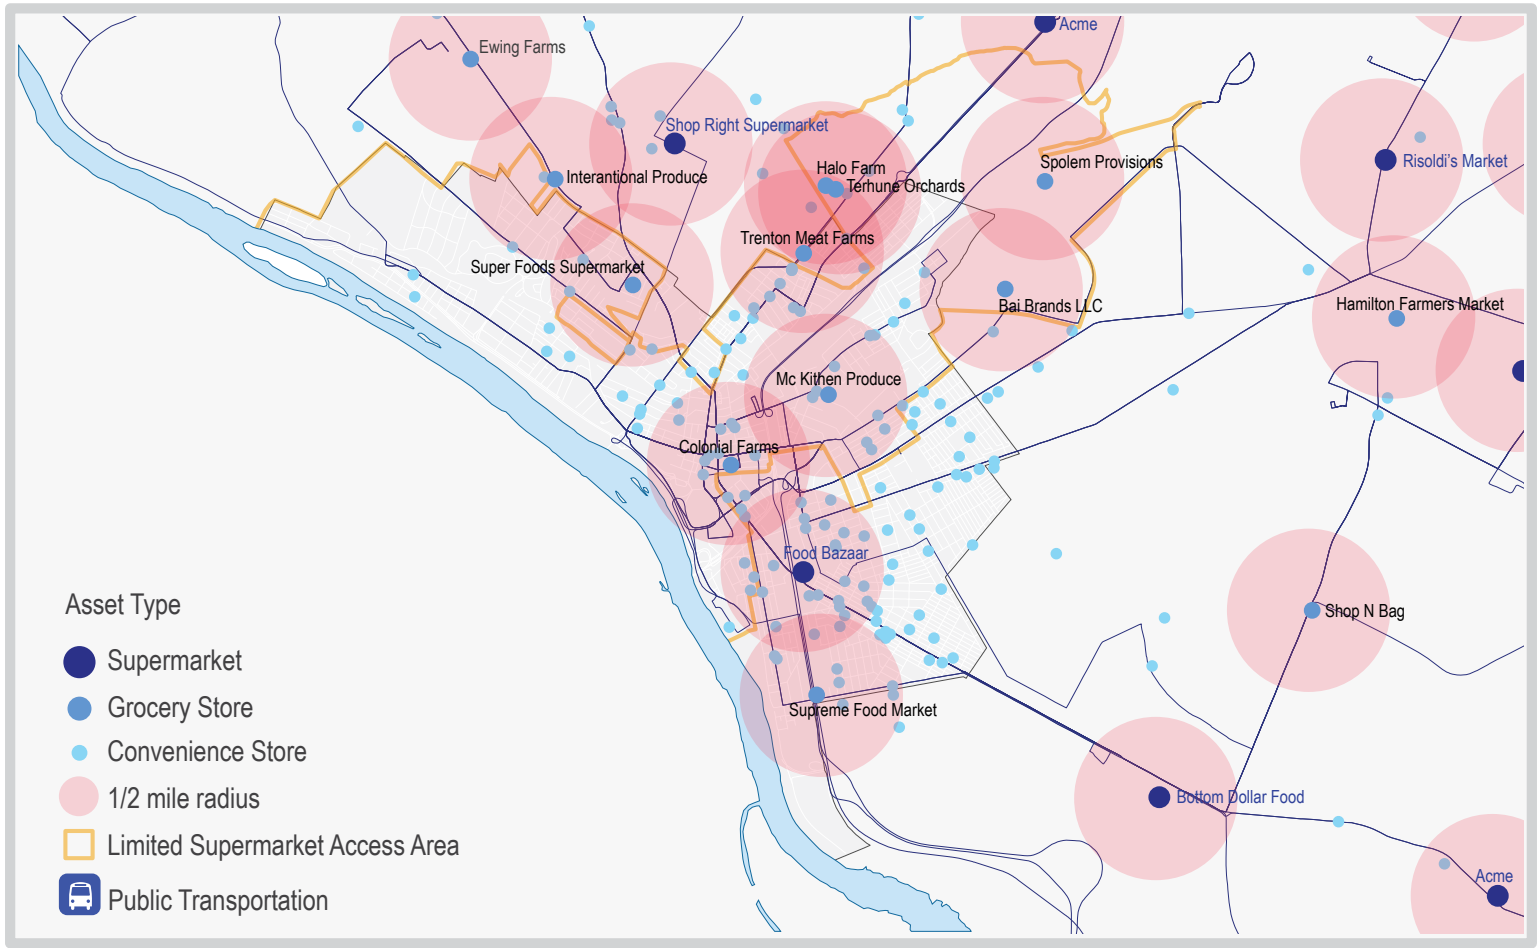 Acme
Ewing Farms
Shop Right Supermarket
Risoldi's Market
Spolem Provisions
Halo Farm
Interantional Produce
Terhune Orchards
Trenton Meat Farms
Super Foods Supermarket
Bai Brands LLC
Hamilton Farmers Market
Mc Kithen Produce
Colonial Farms
Food Bazaar
Shop N Bag
Supreme Food Market
Bottom Dollar Food
Acme
Asset Type
Supermarket
Grocery Store
Convenience Store
1/2 mile radius
Limited Supermarket Access Area
Public Transportation